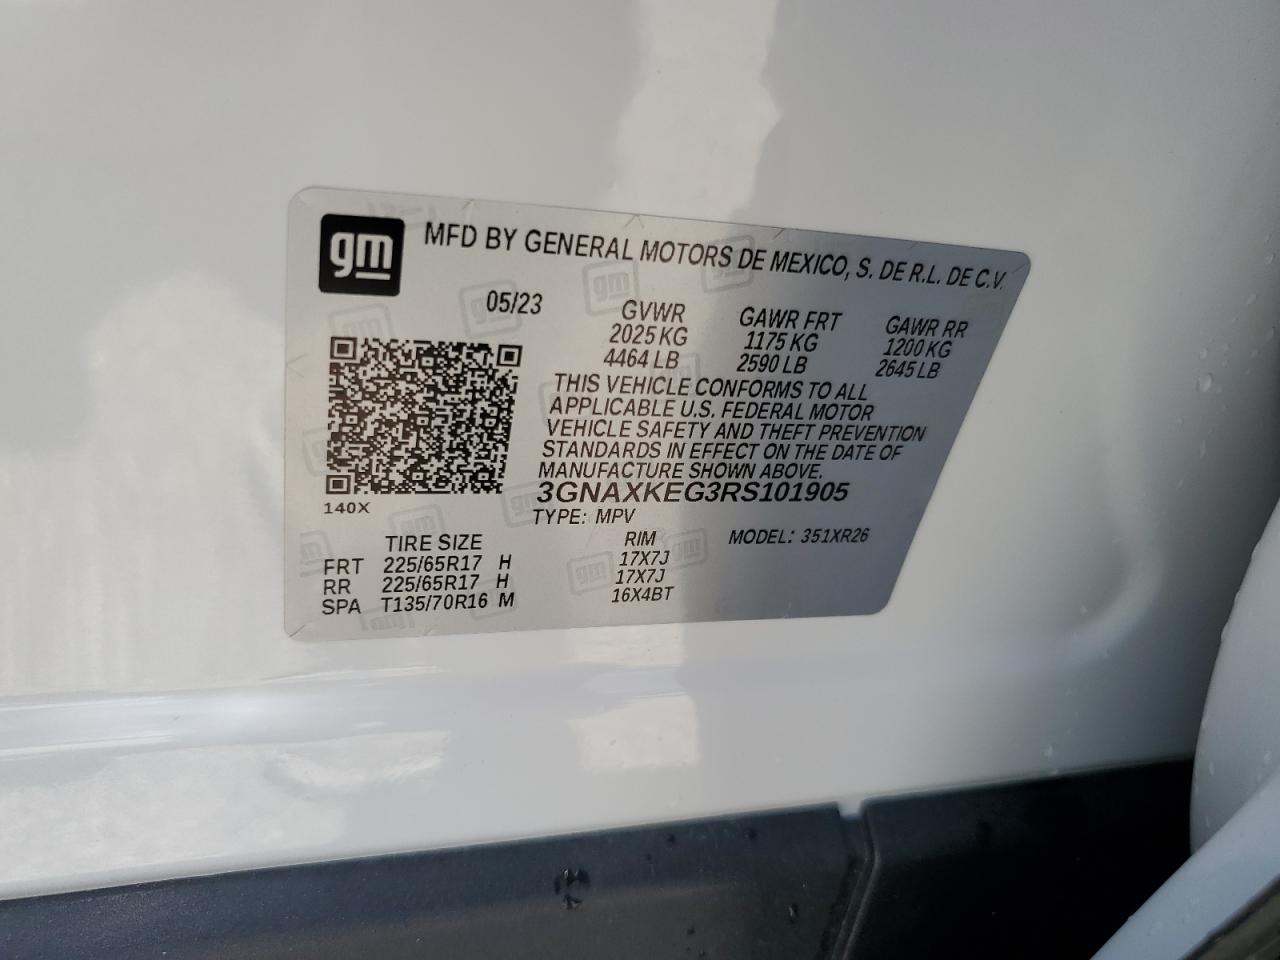 gm MFD BY GENERAL MOTORS DE MEXICO, S. DE R.L. DE C.V.
05/23 GVWR GAWR FRT GAWR RR
2025 KG 1175 KG 1200 KG
4464 LB 2590 LB 2645 LB
THIS VEHICLE CONFORMS TO ALL
APPLICABLE U.S. FEDERAL MOTOR
VEHICLE SAFETY AND THEFT PREVENTION
STANDARDS IN EFFECT ON THE DATE OF
MANUFACTURE SHOWN ABOVE.
3GNAXKEG3RS101905
140X TYPE: MPV MODEL: 351XR26
TIRE SIZE RIM
FRT 225/65R17 H 17X7J
RR 225/65R17 H 17X7J
SPA T135/70R16 M 16X4BT